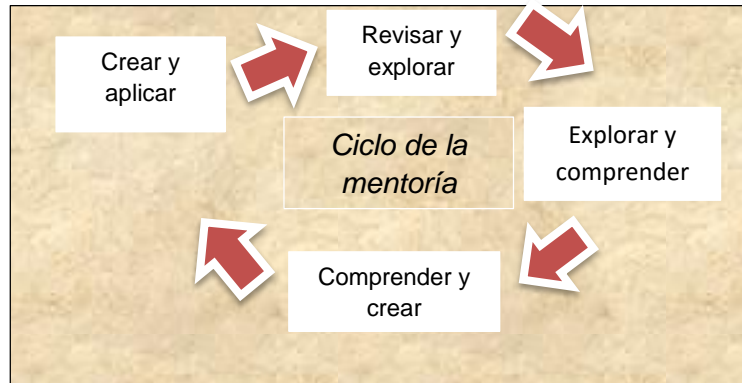 Revisar y
explorar
Crear y
aplicar
Ciclo de la
mentoría
Explorar y
comprender
Comprender y
crear